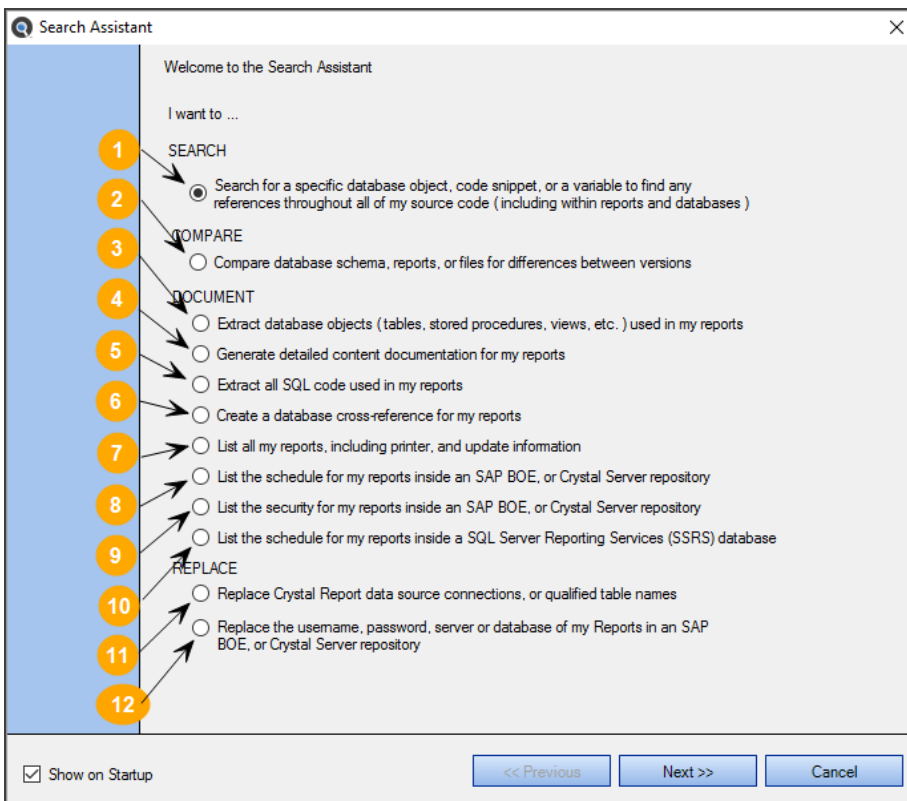 Search Assistant
Welcome to the Search Assistant
I want to ...
1
SEARCH
Search for a specific database object, code snippet, or a variable to find any
references throughout all of my source code ( including within reports and databases )
2
COMPARE
3
Compare database schema, reports, or files for differences between versions
4
DOCUMENT
Extract database objects ( tables, stored procedures, views, etc. ) used in my reports
5
Generate detailed content documentation for my reports
Extract all SQL code used in my reports
6
Create a database cross-reference for my reports
7
List all my reports, including printer, and update information
8
List the schedule for my reports inside an SAP BOE, or Crystal Server repository
9
List the security for my reports inside an SAP BOE, or Crystal Server repository
10
List the schedule for my reports inside a SQL Server Reporting Services (SSRS) database
REPLACE
11
Replace Crystal Report data source connections, or qualified table names
12
Replace the username, password, server or database of my Reports in an SAP
BOE, or Crystal Server repository
Show on Startup
<< Previous
Next >>
Cancel